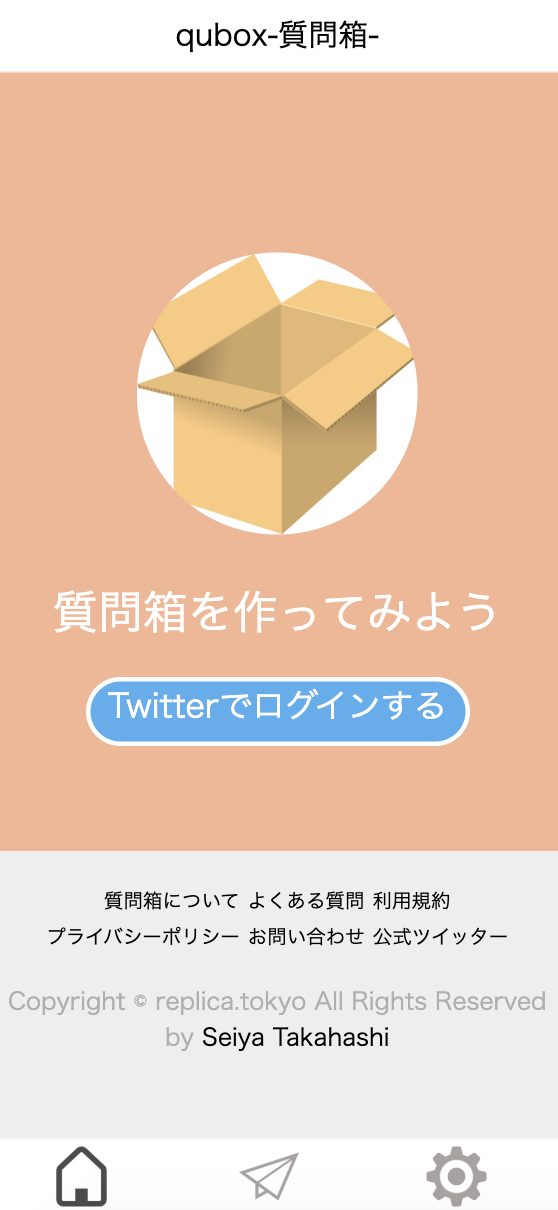 qubox-質問箱-
質問箱を作ってみよう
Twitterでログインする
質問箱について よくある質問 利用規約
プライバシーポリシー お問い合わせ 公式ツイッター
Copyright © replica.tokyo All Rights Reserved
by Seiya Takahashi